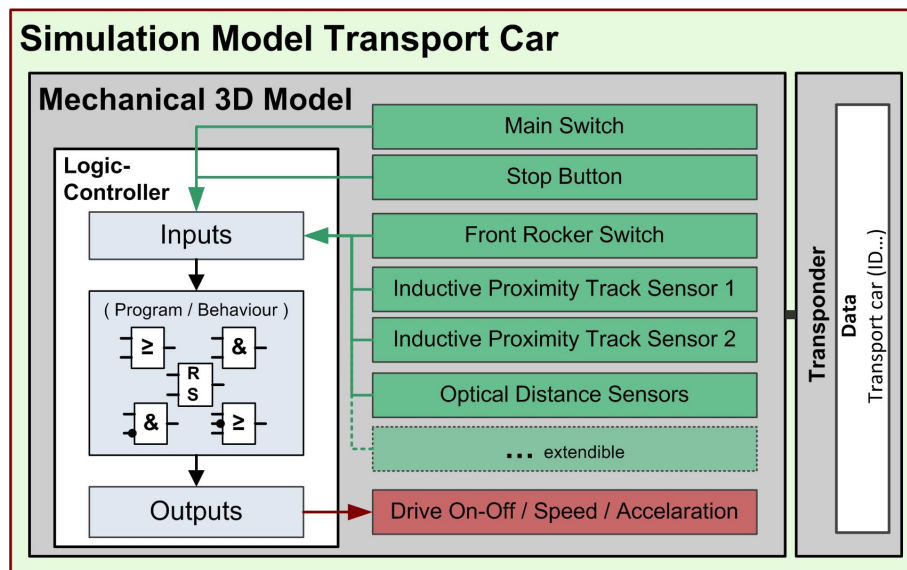 Simulation Model Transport Car
Mechanical 3D Model
Logic-
Controller
Inputs
( Program / Behaviour )
≥
&
R
S
&
≥
Outputs
Main Switch
Stop Button
Front Rocker Switch
Inductive Proximity Track Sensor 1
Inductive Proximity Track Sensor 2
Optical Distance Sensors
... extendible
Drive On-Off / Speed / Accelaration
Transponder
Data
Transport car (ID...)